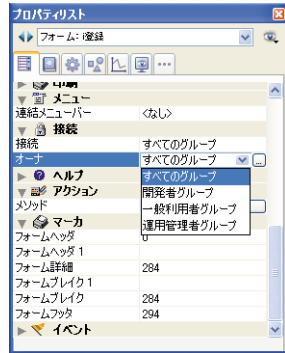 プロパティリスト
フォーム: i登録
印刷
メニュー
連結メニューバー <なし>
接続
接続 すべてのグループ
オーナ すべてのグループ ...
すべてのグループ
開発者グループ
一般利用者グループ
運用管理者グループ
ヘルプ
アクション
メソッド
マーカ
フォームヘッダ 0
フォームヘッダ 1
フォーム詳細 284
フォームブレイク 1
フォームブレイク 284
フォームフッタ 294
イベント